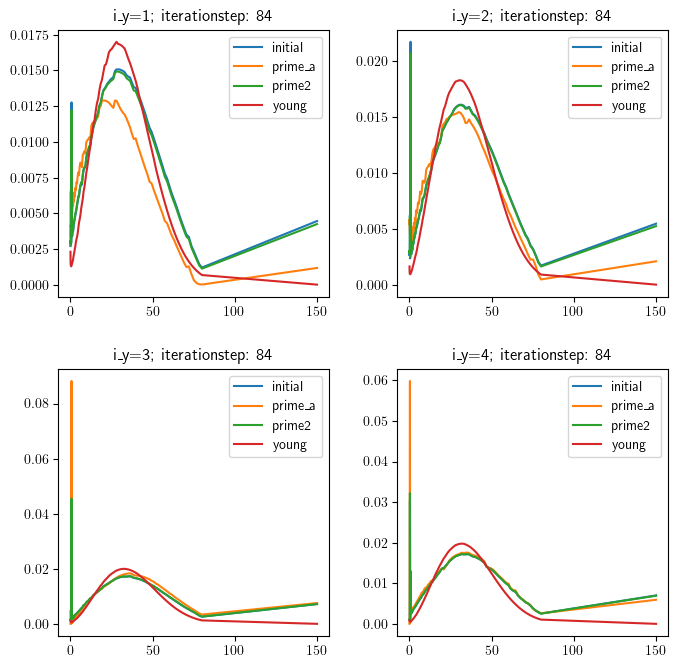 i_y=1; iterationstep: 84
0.0175
0.0150
0.0125
0.0100
0.0075
0.0050
0.0025
0.0000
0
50
100
150
initial
prime_a
prime2
young
i_y=2; iterationstep: 84
0.020
0.015
0.010
0.005
0.000
0
50
100
150
initial
prime_a
prime2
young
i_y=3; iterationstep: 84
0.08
0.06
0.04
0.02
0.00
0
50
100
150
initial
prime_a
prime2
young
i_y=4; iterationstep: 84
0.06
0.05
0.04
0.03
0.02
0.01
0.00
0
50
100
150
initial
prime_a
prime2
young